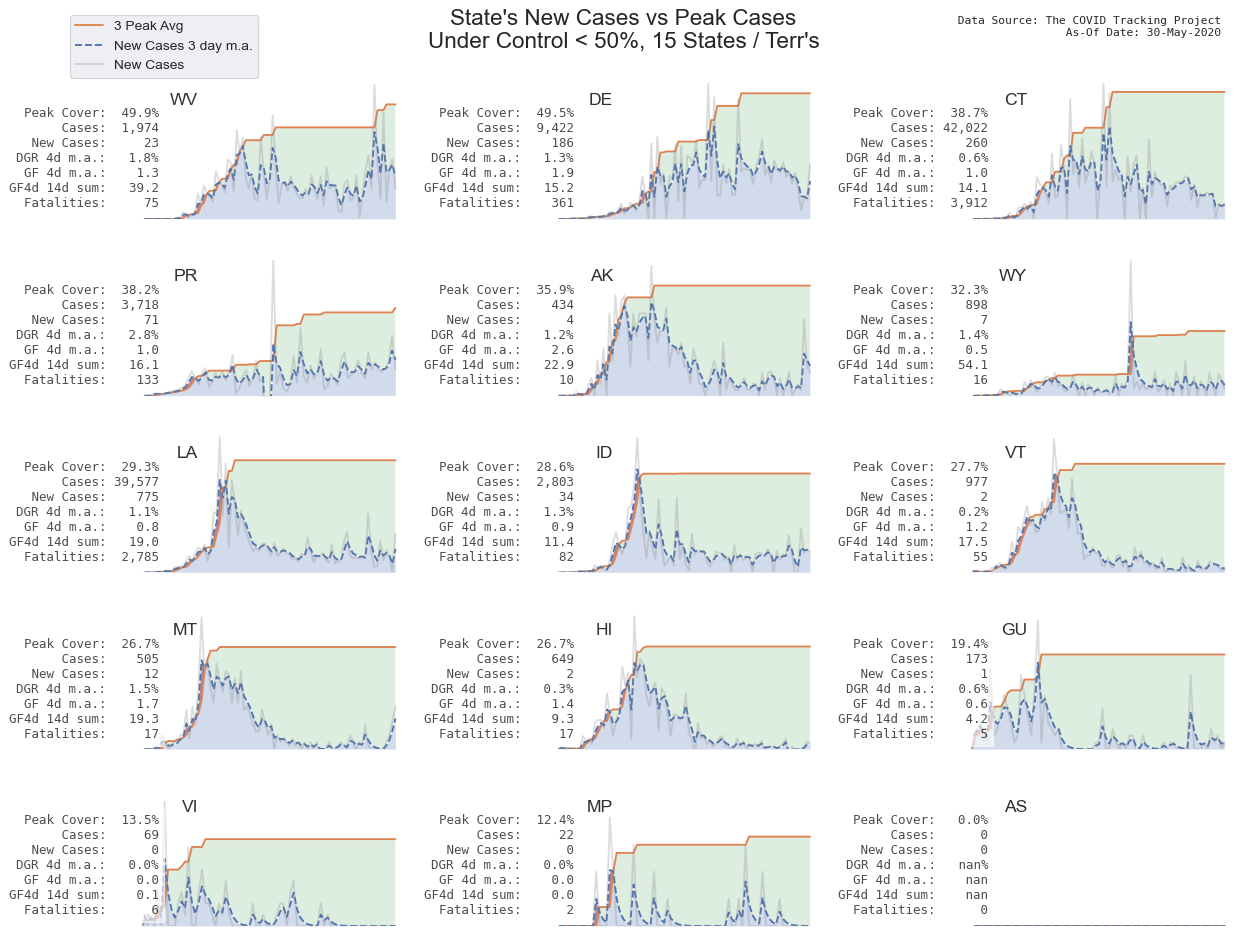 State's New Cases vs Peak Cases
Under Control < 50%, 15 States / Terr's
Data Source: The COVID Tracking Project
As-Of Date: 30-May-2020
3 Peak Avg
New Cases 3 day m.a.
New Cases
WV
Peak Cover: 49.9%
Cases: 1,974
New Cases: 23
DGR 4d m.a.: 1.8%
GF 4d m.a.: 1.3
GF4d 14d sum: 39.2
Fatalities: 75
DE
Peak Cover: 49.5%
Cases: 9,422
New Cases: 186
DGR 4d m.a.: 1.3%
GF 4d m.a.: 1.9
GF4d 14d sum: 15.2
Fatalities: 361
CT
Peak Cover: 38.7%
Cases: 42,022
New Cases: 260
DGR 4d m.a.: 0.6%
GF 4d m.a.: 1.0
GF4d 14d sum: 14.1
Fatalities: 3,912
PR
Peak Cover: 38.2%
Cases: 3,718
New Cases: 71
DGR 4d m.a.: 2.8%
GF 4d m.a.: 1.0
GF4d 14d sum: 16.1
Fatalities: 133
AK
Peak Cover: 35.9%
Cases: 434
New Cases: 4
DGR 4d m.a.: 1.2%
GF 4d m.a.: 2.6
GF4d 14d sum: 22.9
Fatalities: 10
WY
Peak Cover: 32.3%
Cases: 898
New Cases: 7
DGR 4d m.a.: 1.4%
GF 4d m.a.: 0.5
GF4d 14d sum: 54.1
Fatalities: 16
LA
Peak Cover: 29.3%
Cases: 39,577
New Cases: 775
DGR 4d m.a.: 1.1%
GF 4d m.a.: 0.8
GF4d 14d sum: 19.0
Fatalities: 2,785
ID
Peak Cover: 28.6%
Cases: 2,803
New Cases: 34
DGR 4d m.a.: 1.3%
GF 4d m.a.: 0.9
GF4d 14d sum: 11.4
Fatalities: 82
VT
Peak Cover: 27.7%
Cases: 977
New Cases: 2
DGR 4d m.a.: 0.2%
GF 4d m.a.: 1.2
GF4d 14d sum: 17.5
Fatalities: 55
MT
Peak Cover: 26.7%
Cases: 505
New Cases: 12
DGR 4d m.a.: 1.5%
GF 4d m.a.: 1.7
GF4d 14d sum: 19.3
Fatalities: 17
HI
Peak Cover: 26.7%
Cases: 649
New Cases: 2
DGR 4d m.a.: 0.3%
GF 4d m.a.: 1.4
GF4d 14d sum: 9.3
Fatalities: 17
GU
Peak Cover: 19.4%
Cases: 173
New Cases: 1
DGR 4d m.a.: 0.6%
GF 4d m.a.: 0.6
GF4d 14d sum: 4.2
Fatalities: 5
VI
Peak Cover: 13.5%
Cases: 69
New Cases: 0
DGR 4d m.a.: 0.0%
GF 4d m.a.: 0.0
GF4d 14d sum: 0.1
Fatalities: 6
MP
Peak Cover: 12.4%
Cases: 22
New Cases: 0
DGR 4d m.a.: 0.0%
GF 4d m.a.: 0.0
GF4d 14d sum: 0.0
Fatalities: 2
AS
Peak Cover: 0.0%
Cases: 0
New Cases: 0
DGR 4d m.a.: nan%
GF 4d m.a.: nan
GF4d 14d sum: nan
Fatalities: 0